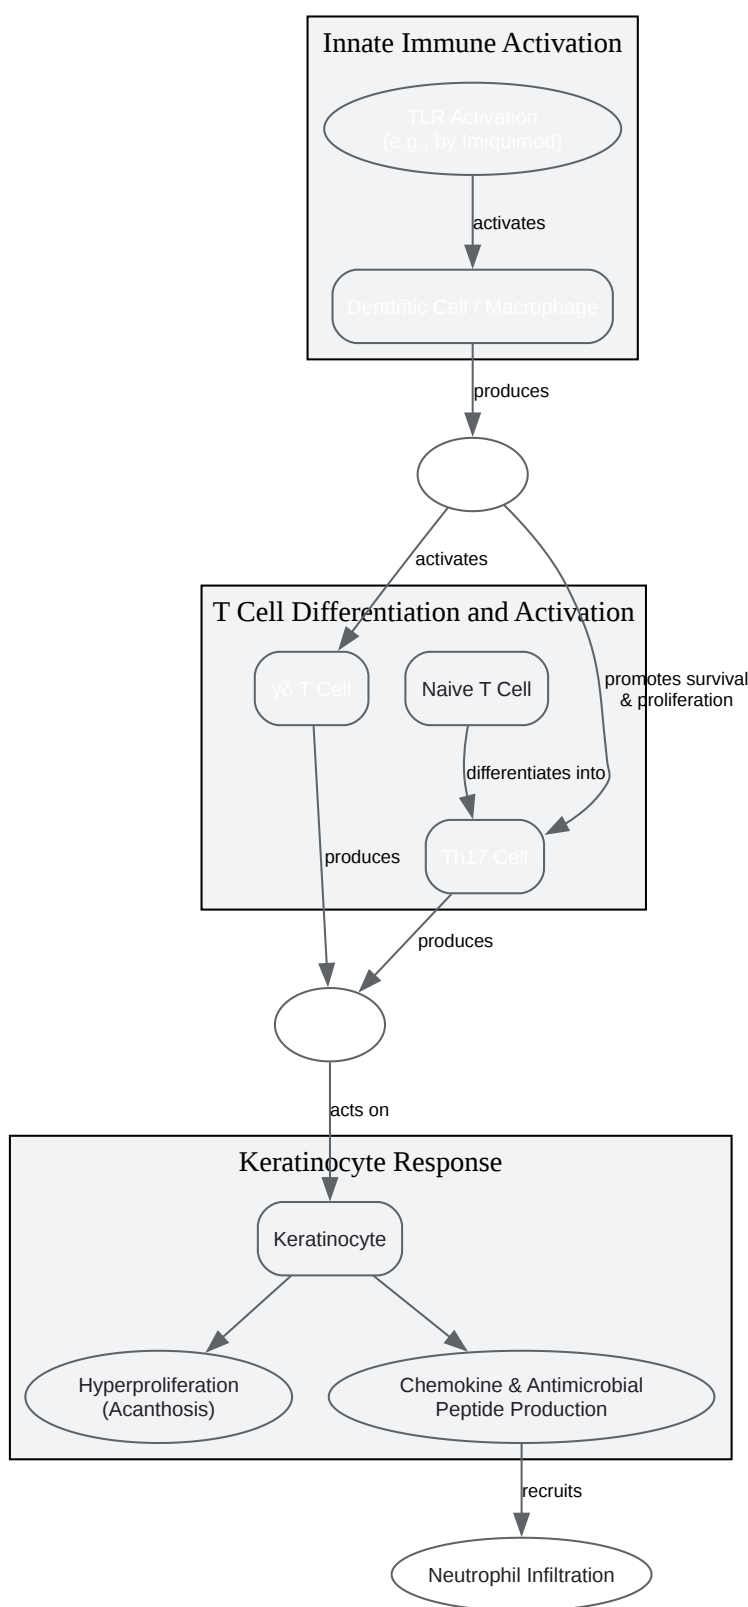 Innate Immune Activation
TLR Activation
(e.g., by Imiquimod)
activates
Dendritic Cell / Macrophage
produces
activates
T Cell Differentiation and Activation
promotes survival
& proliferation
γδ T Cell
Naive T Cell
differentiates into
produces
Th17 Cell
produces
acts on
Keratinocyte Response
Keratinocyte
Hyperproliferation
(Acanthosis)
Chemokine & Antimicrobial
Peptide Production
recruits
Neutrophil Infiltration